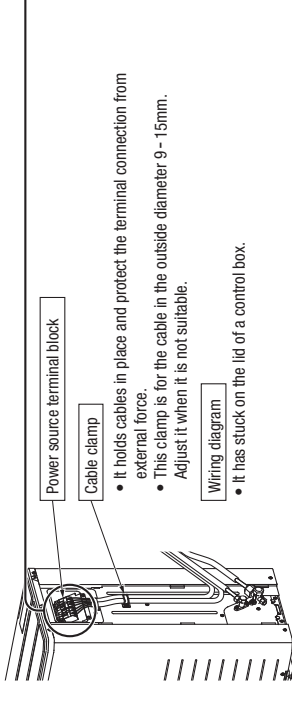 Power source terminal block
Cable clamp
• It holds cables in place and protect the terminal connection from
external force.
• This clamp is for the cable in the outside diameter 9 - 15mm.
Adjust it when it is not suitable.
Wiring diagram
• It has stuck on the lid of a control box.